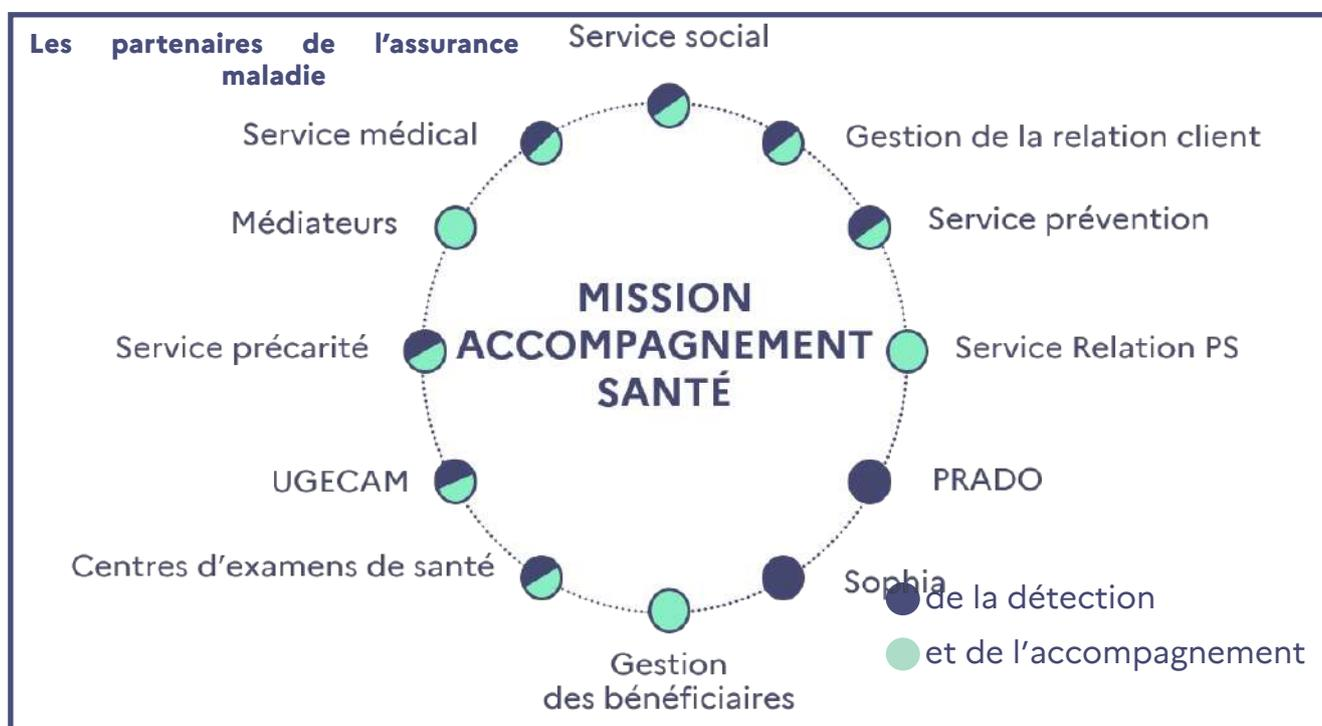 Les partenaires de l’assurance
maladie
Service social
Service médical
Gestion de la relation client
Médiateurs
Service prévention
MISSION
ACCOMPAGNEMENT
SANTÉ
Service précarité
Service Relation PS
UGECAM
PRADO
Centres d’examens de santé
Sophia
de la détection
et de l’accompagnement
Gestion
des bénéficiaires